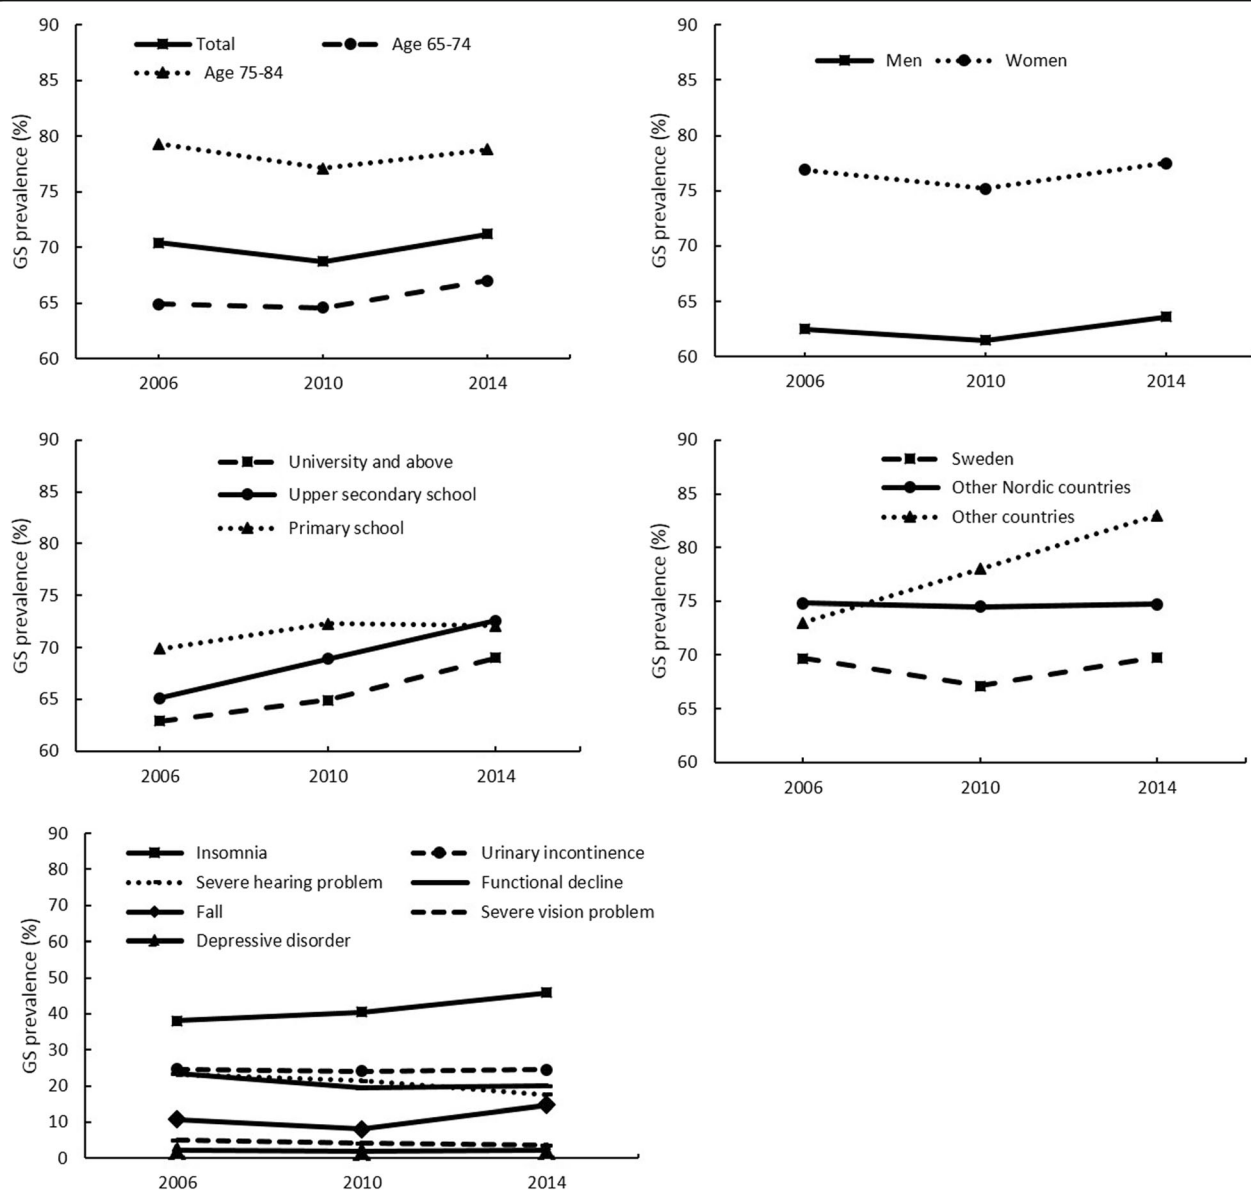 90
85
80
75
70
65
60
GS prevalence (%)
Total
Age 65-74
Age 75-84
2006 2010 2014
90
85
80
75
70
65
60
GS prevalence (%)
Men
Women
2006 2010 2014
90
85
80
75
70
65
60
GS prevalence (%)
University and above
Upper secondary school
Primary school
2006 2010 2014
90
85
80
75
70
65
60
GS prevalence (%)
Sweden
Other Nordic countries
Other countries
2006 2010 2014
90
80
70
60
50
40
30
20
10
0
GS prevalence (%)
Insomnia
Urinary incontinence
Severe hearing problem
Functional decline
Fall
Severe vision problem
Depressive disorder
2006 2010 2014